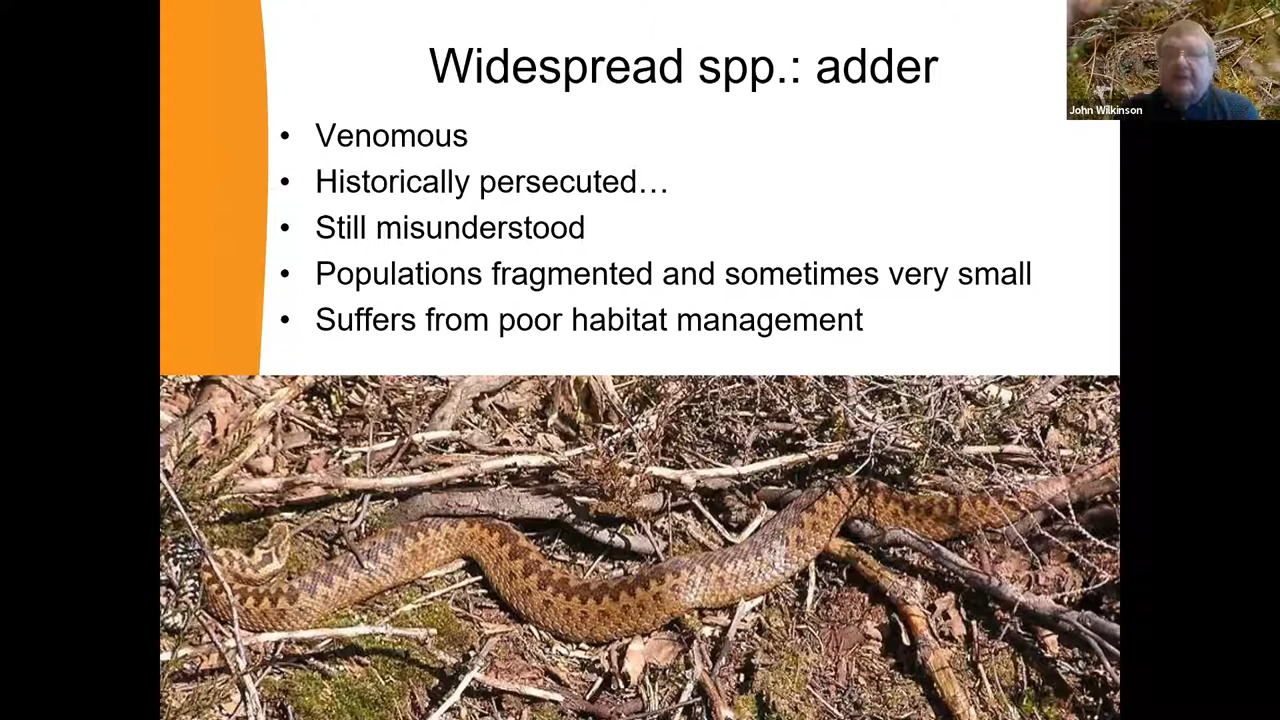 Widespread spp.: adder
John Wilkinson
• Venomous
• Historically persecuted…
• Still misunderstood
• Populations fragmented and sometimes very small
• Suffers from poor habitat management